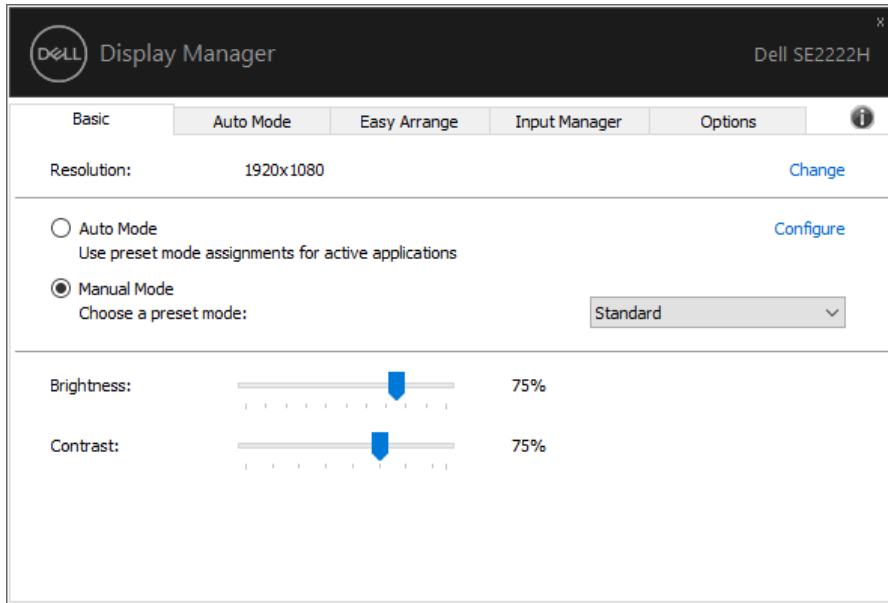 x
DELL Display Manager Dell SE2222H
Basic Auto Mode Easy Arrange Input Manager Options i
Resolution: 1920x1080 Change
Auto Mode Configure
Use preset mode assignments for active applications
Manual Mode
Choose a preset mode: Standard
Brightness: 75%
Contrast: 75%